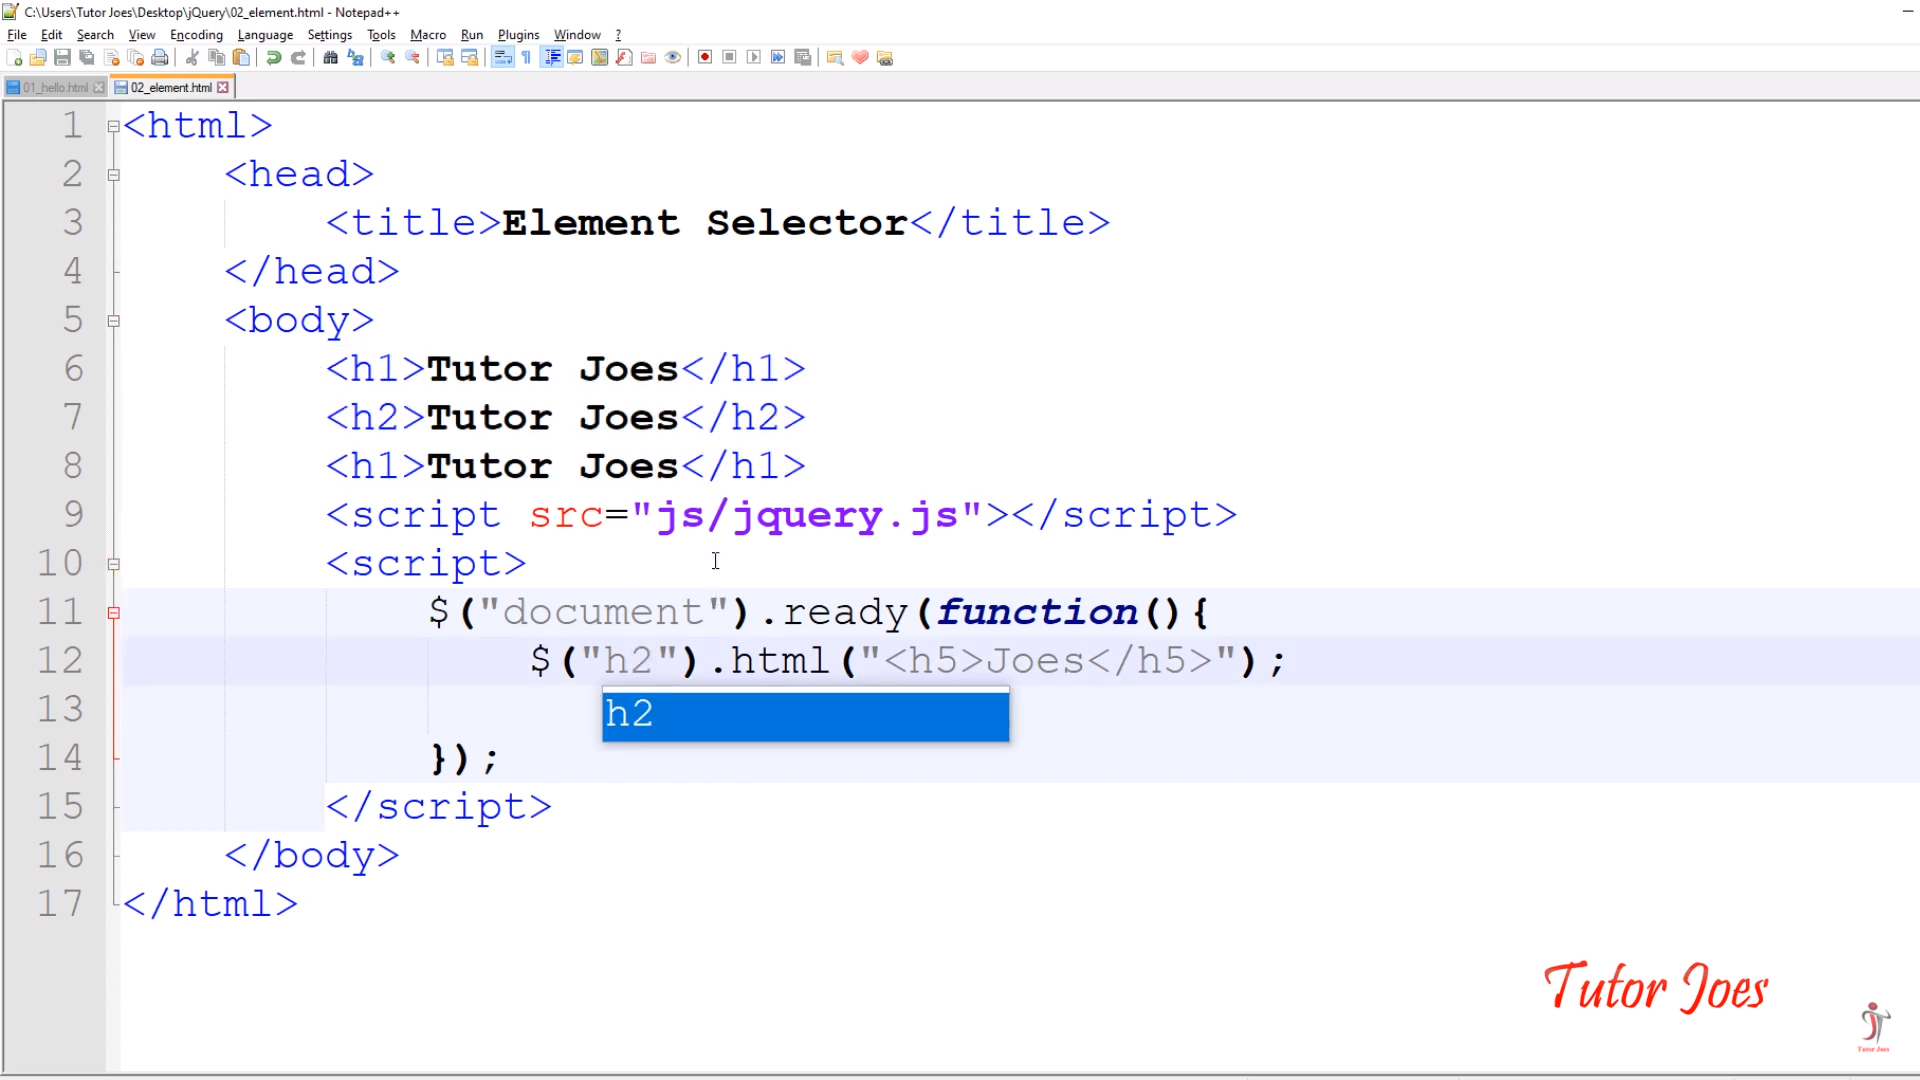 C:\Users\Tutor Joes\Desktop\jQuery\02_element.html - Notepad++
File Edit Search View Encoding Language Settings Tools Macro Run Plugins Window ?
01_hello.html 02_element.html
1 <html>
2 <head>
3 <title>Element Selector</title>
4 </head>
5 <body>
6 <h1>Tutor Joes</h1>
7 <h2>Tutor Joes</h2>
8 <h1>Tutor Joes</h1>
9 <script src="js/jquery.js"></script>
10 <script>
11 $("document").ready(function(){
12 $("h2").html("<h5>Joes</h5>");
h2
13
14 });
15 </script>
16 </body>
17 </html>
Tutor Joes
Tutor Joes